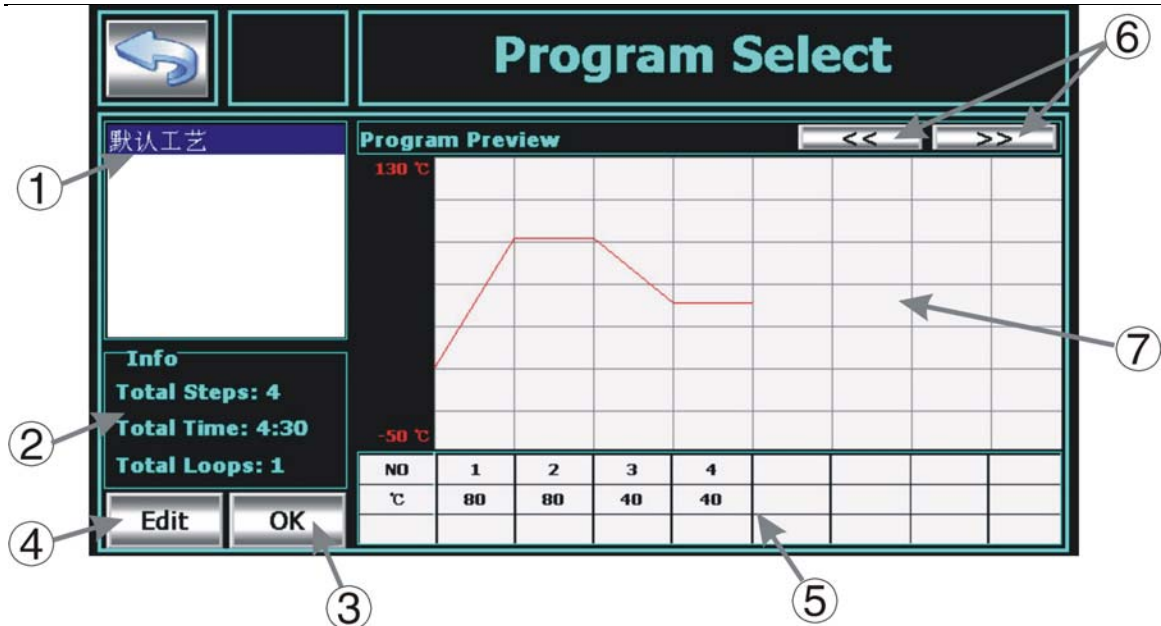 Program Select
⑥
默认工艺
①
Program Preview
<<
>>
130 ℃
-50 ℃
⑦
Info
Total Steps: 4
Total Time: 4:30
Total Loops: 1
②
NO 1 2 3 4
℃ 80 80 40 40
Edit
OK
④
③
⑤